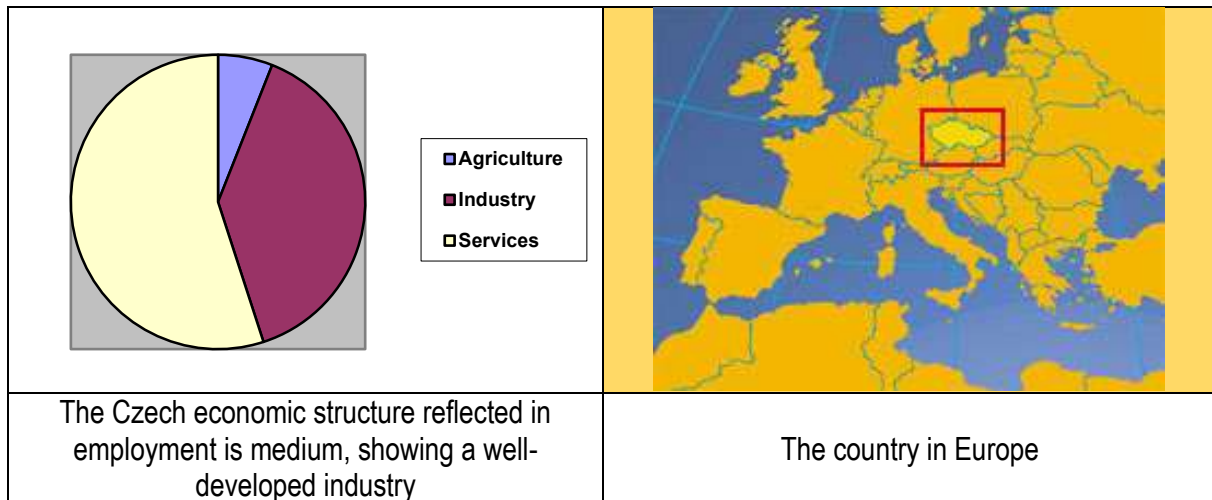 Agriculture
Industry
Services
The Czech economic structure reflected in
employment is medium, showing a well-
developed industry
The country in Europe